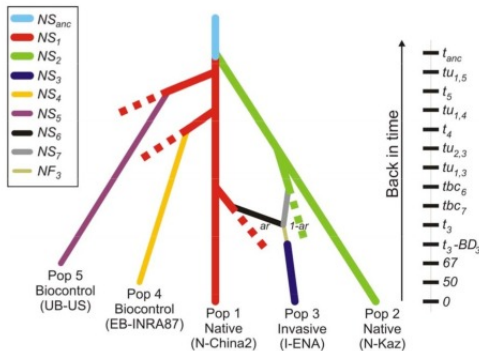 NSanc
NS1
NS2
NS3
NS4
NS5
NS6
NS7
NF3
ar
1-ar
Pop 5
Biocontrol
(UB-US)
Pop 4
Biocontrol
(EB-INRA87)
Pop 1
Native
(N-China2)
Pop 3
Invasive
(I-ENA)
Pop 2
Native
(N-Kaz)
Back in time
tanc
tu1,5
t5
tu1,4
t4
tu2,3
tu1,3
tbc6
tbc7
t3
t3-BD3
67
50
0